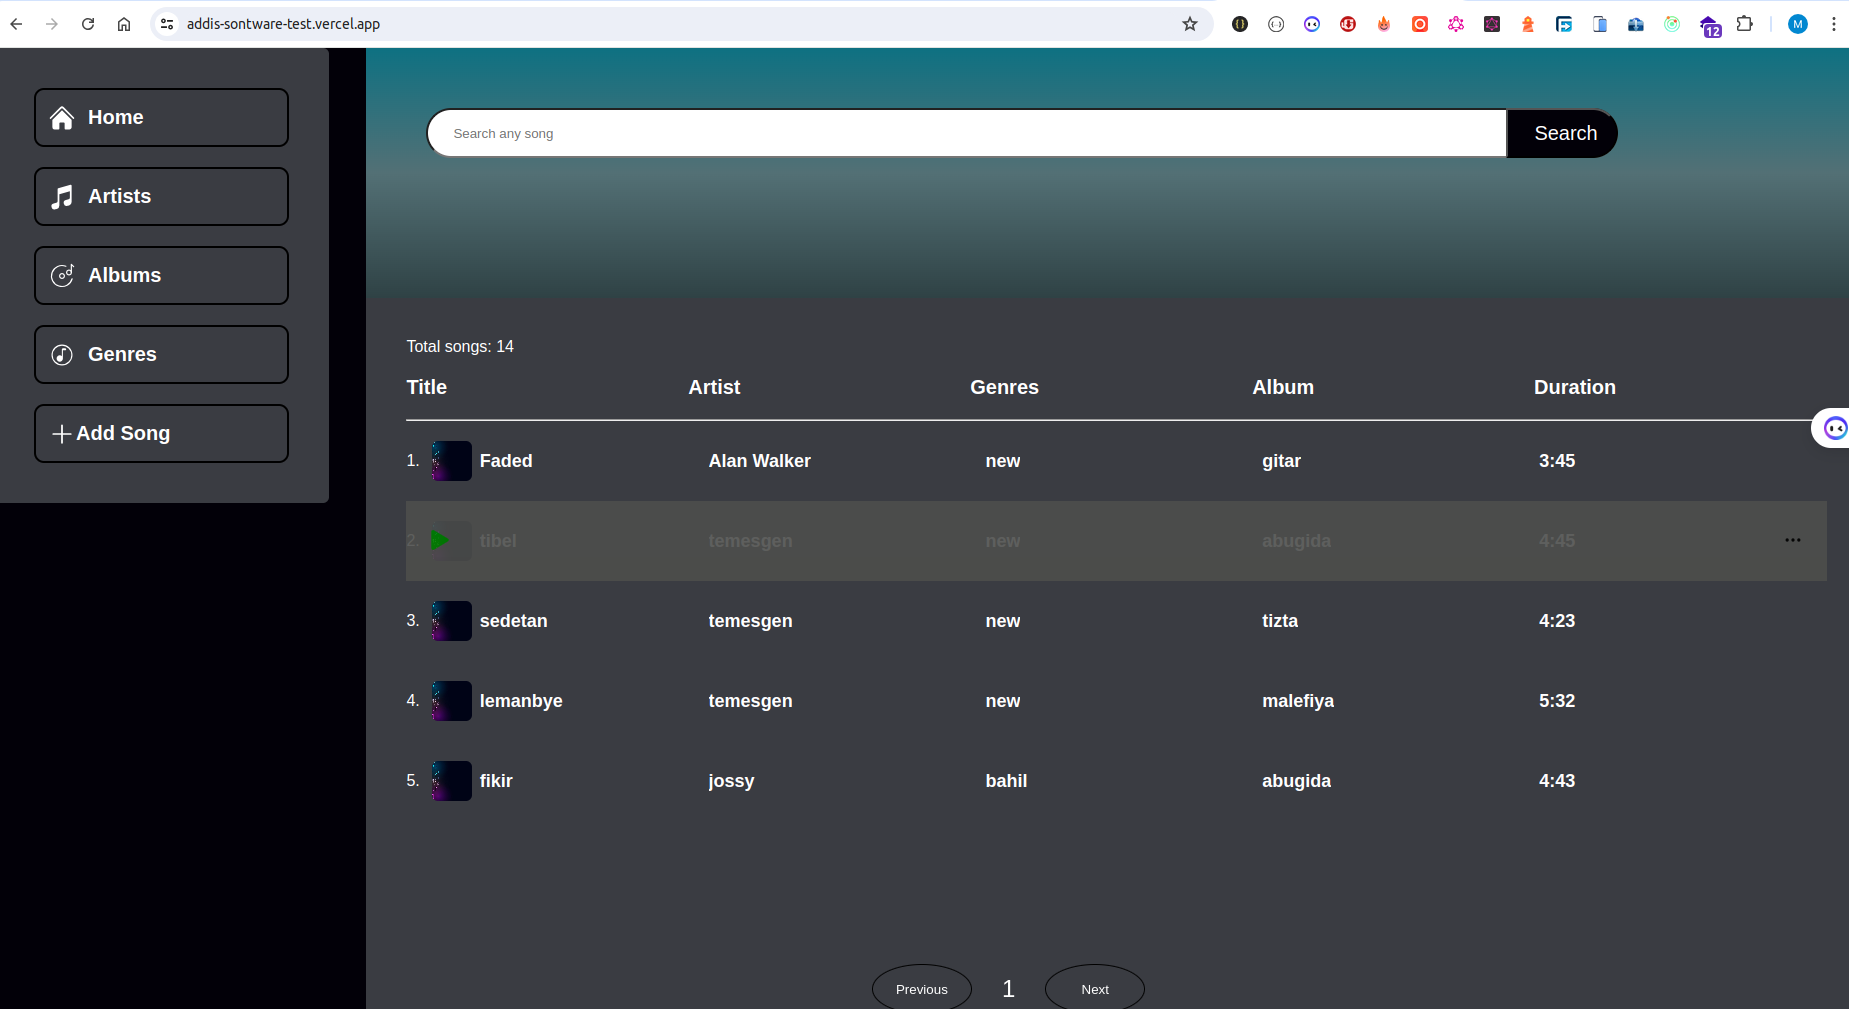 addis-sontware-test.vercel.app
12
M
Home
Artists
Albums
Genres
Add Song
Search any song
Search
Total songs: 14
Title Artist Genres Album Duration
1. Faded Alan Walker new gitar 3:45
2. tibel temesgen new abugida 4:45
3. sedetan temesgen new tizta 4:23
4. lemanbye temesgen new malefiya 5:32
5. fikir jossy bahil abugida 4:43
Previous 1 Next